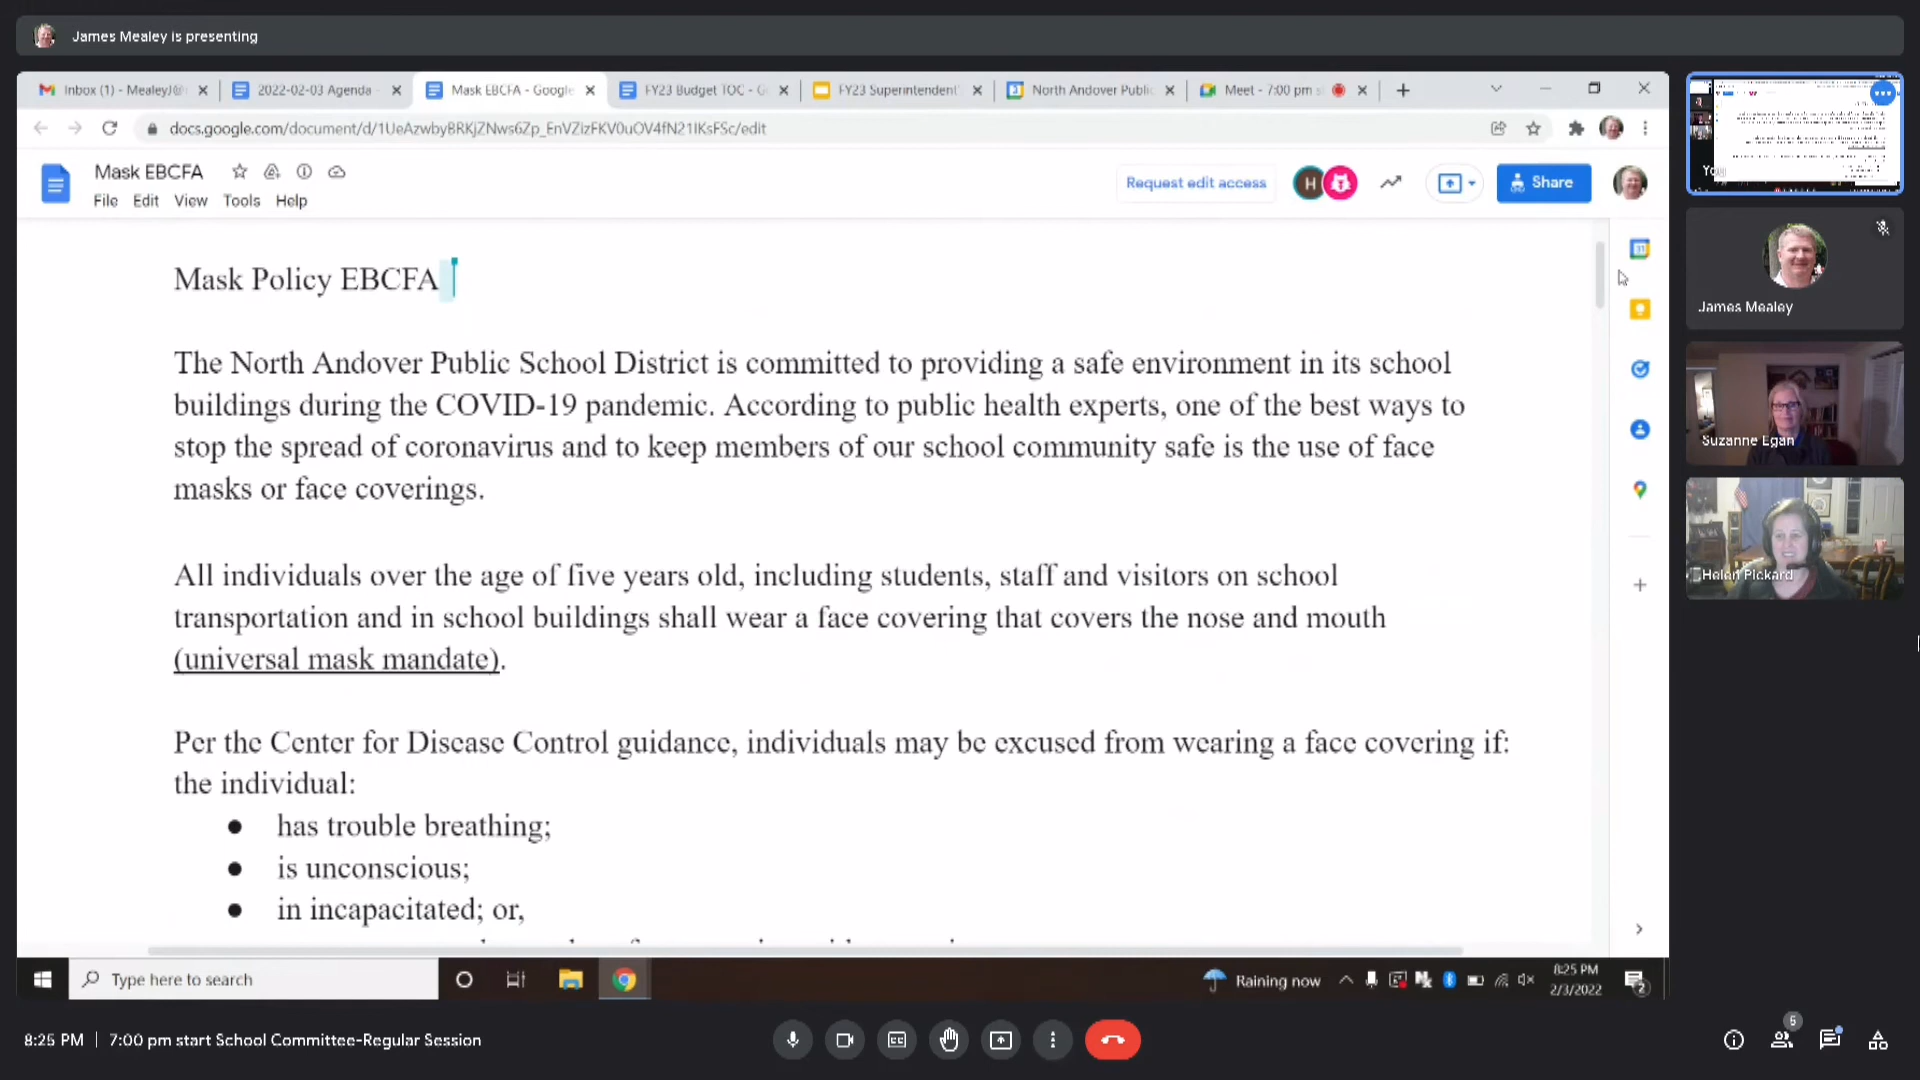 James Mealey is presenting
Inbox (1) - MealeyJ@
2022-02-03 Agenda -
Mask EBCFA - Google
FY23 Budget TOC - G
FY23 Superintendent'
North Andover Public
Meet - 7:00 pm s
docs.google.com/document/d/1UeAzwbyBRKjZNws6Zp_EnVZizFKV0uOV4fN21IKsFSc/edit
Mask EBCFA
File Edit View Tools Help
Request edit access
H
Share
Mask Policy EBCFA
The North Andover Public School District is committed to providing a safe environment in its school
buildings during the COVID-19 pandemic. According to public health experts, one of the best ways to
stop the spread of coronavirus and to keep members of our school community safe is the use of face
masks or face coverings.
All individuals over the age of five years old, including students, staff and visitors on school
transportation and in school buildings shall wear a face covering that covers the nose and mouth
(universal mask mandate).
Per the Center for Disease Control guidance, individuals may be excused from wearing a face covering if:
the individual:
● has trouble breathing;
● is unconscious;
● in incapacitated; or,
Type here to search
Raining now
8:25 PM
2/3/2022
2
You
James Mealey
Suzanne Egan
Helen Pickard
8:25 PM | 7:00 pm start School Committee-Regular Session